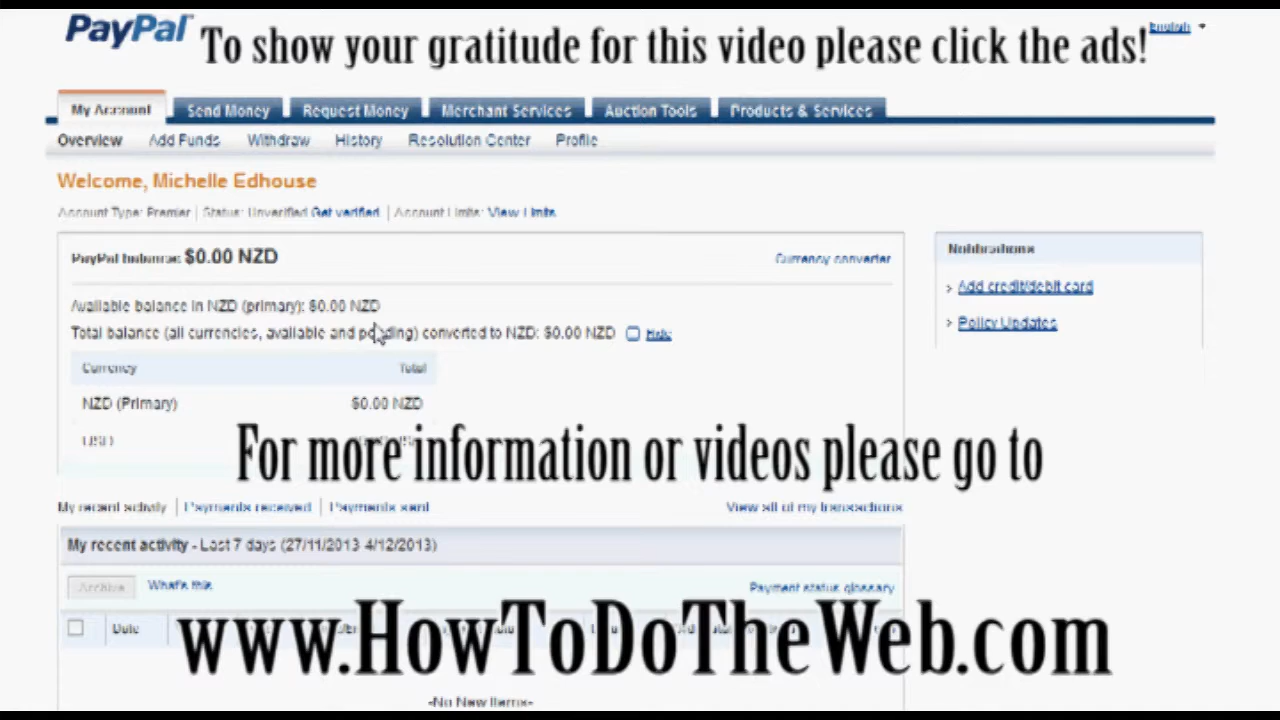 PayPal
To show your gratitude for this video please click the ads!
English
My Account Send Money Request Money Merchant Services Auction Tools Products & Services
Overview Add Funds Withdraw History Resolution Center Profile
Welcome, Michelle Edhouse
Account Type: Premier | Status: Unverified Get verified | Account Limits: View Limits
PayPal balance: $0.00 NZD
Currency converter
Notifications
Available balance in NZD (primary): $0.00 NZD
> Add credit/debit card
Total balance (all currencies, available and pending) converted to NZD: $0.00 NZD Help
> Policy Updates
Currency Total
NZD (Primary) $0.00 NZD
USD
For more information or videos please go to
My recent activity | Payments received | Payments sent
View all of my transactions
My recent activity - Last 7 days (27/11/2013-4/12/2013)
Archive What's this
Payment status glossary
Date
www.HowToDoTheWeb.com
-No New Items-